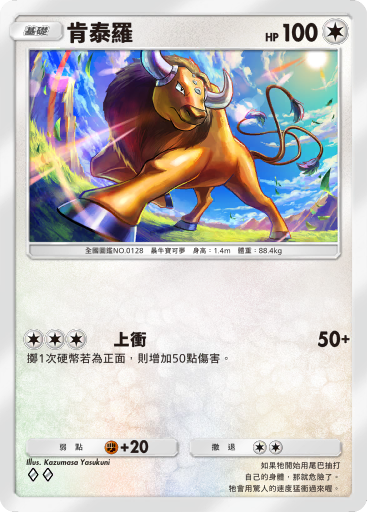 基礎 肯泰羅 HP 100
全國圖鑑NO.0128 蠻牛寶可夢 身高：1.4m 體重：88.4kg
上衝 50+
擲1次硬幣若為正面，則增加50點傷害。
弱點 +20 撤退
Illus. Kazumasa Yasukuni
如果牠開始用尾巴抽打
自己的身體，那就危險了。
牠會用驚人的速度猛衝過來喔。